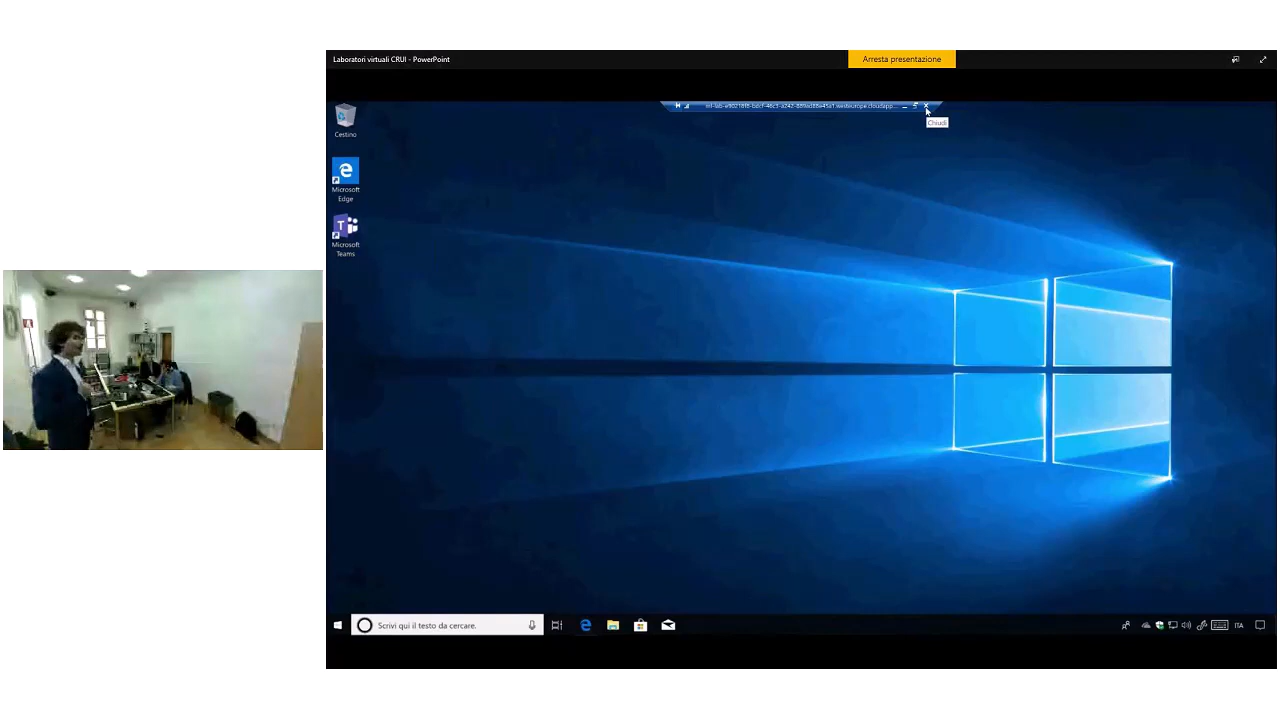 Laboratori virtuali CRUI - PowerPoint
Arresta presentazione
Chiudi
Cestino
Microsoft
Edge
Microsoft
Teams
Scrivi qui il testo da cercare.
ITA